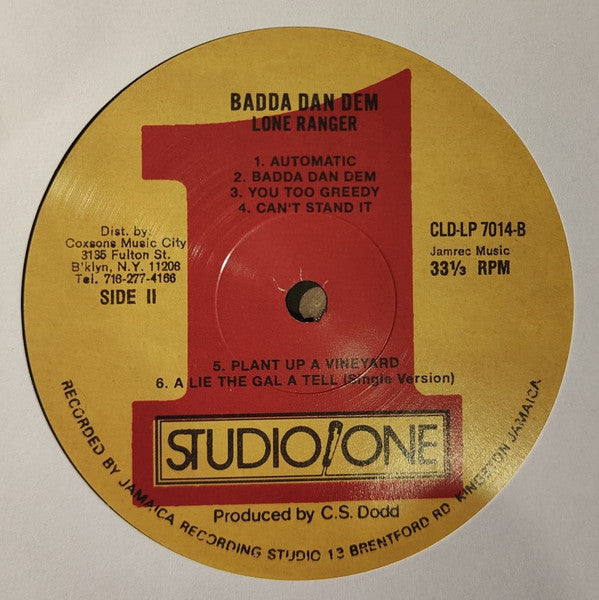 BADDA DAN DEM
LONE RANGER
1. AUTOMATIC
2. BADDA DAN DEM
3. YOU TOO GREEDY
4. CAN'T STAND IT
Dist. by:
Coxsons Music City
3135 Fulton St.
B'klyn, N.Y. 11208
Tel. 718-277-4166
SIDE II
CLD-LP 7014-B
Jamrec Music
33⅓ RPM
5. PLANT UP A VINEYARD
6. A LIE THE GAL A TELL (Single Version)
1
STUDIO ONE
Produced by C.S. Dodd
RECORDED BY JAMAICA RECORDING STUDIO 13 BRENTFORD RD. KINGSTON JAMAICA